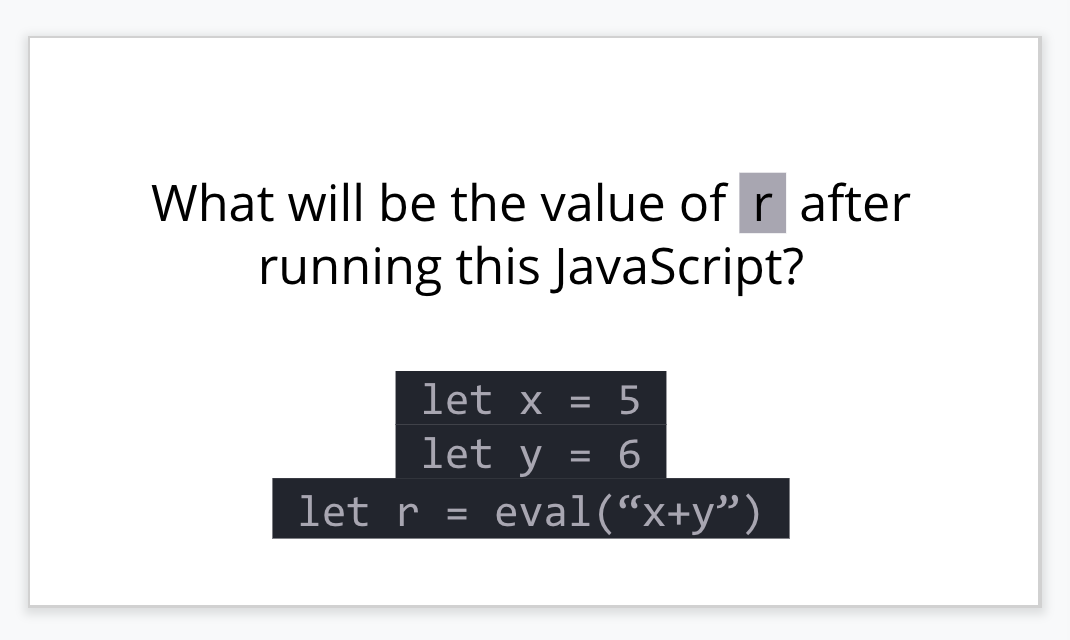 What will be the value of r after
running this JavaScript?
let x = 5
let y = 6
let r = eval(“x+y”)